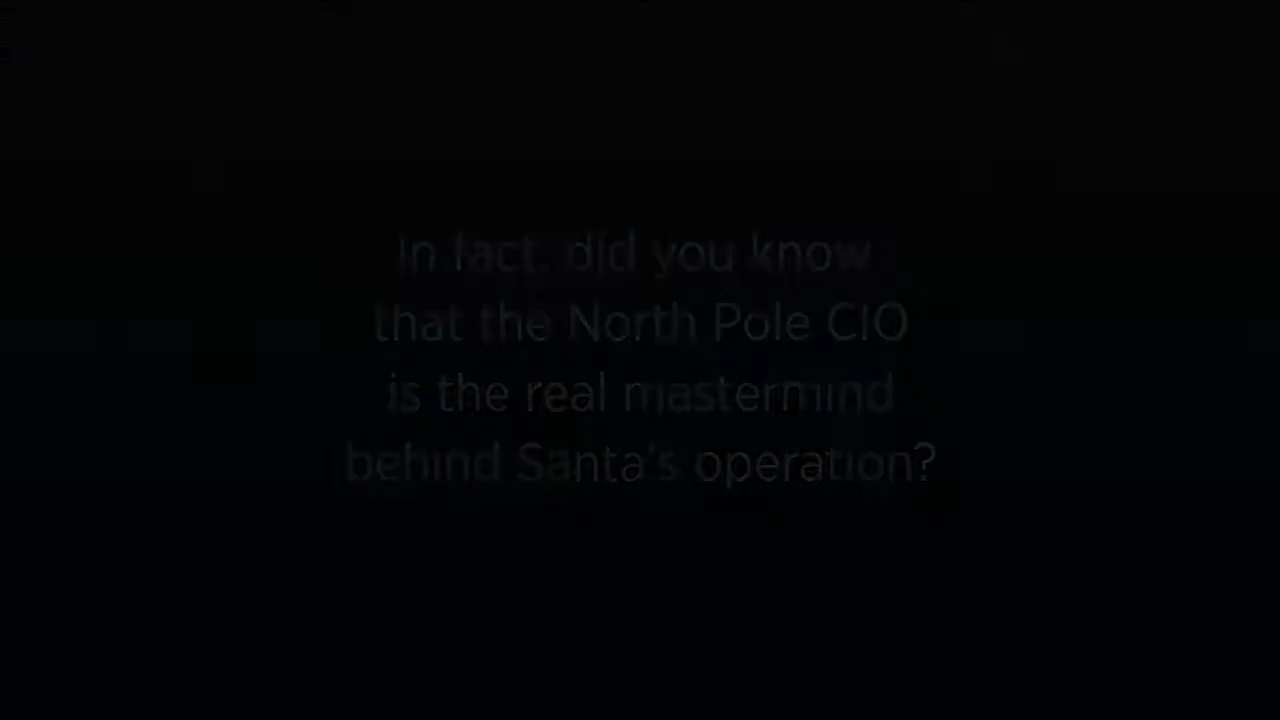 In fact, did you know
that the North Pole CIO
is the real mastermind
behind Santa's operation?